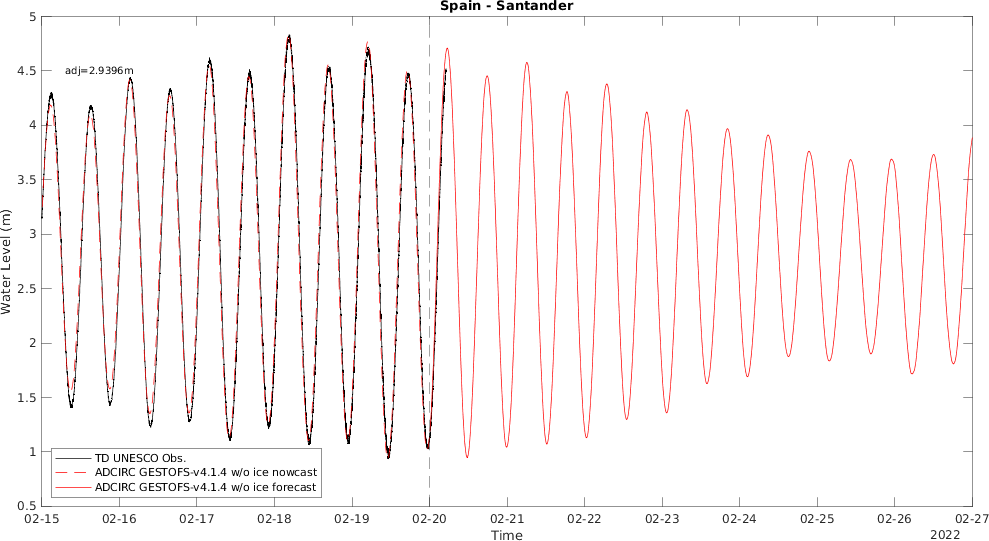 Spain - Santander
5
4.5
4
3.5
3
2.5
2
1.5
1
0.5
Water Level (m)
adj=2.9396m
TD UNESCO Obs.
ADCIRC GESTOFS-v4.1.4 w/o ice nowcast
ADCIRC GESTOFS-v4.1.4 w/o ice forecast
02-15 02-16 02-17 02-18 02-19 02-20 02-21 02-22 02-23 02-24 02-25 02-26 02-27
Time
2022